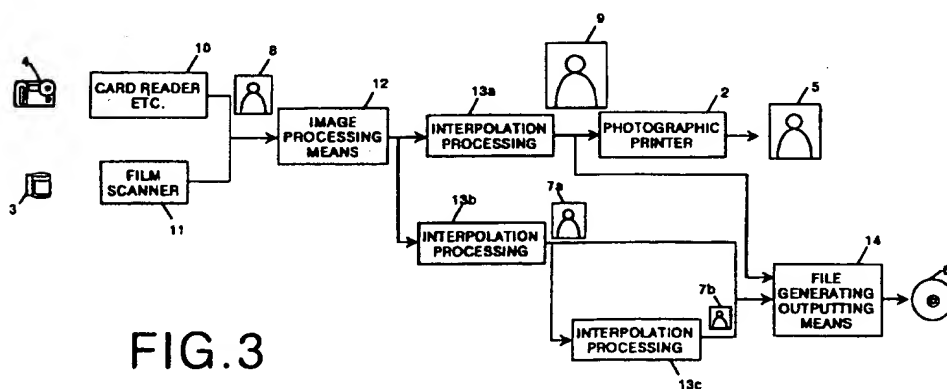 4
10
CARD READER
ETC.
8
12
IMAGE
PROCESSING
MEANS
13a
INTERPOLATION
PROCESSING
9
2
PHOTOGRAPHIC
PRINTER
5
3
FILM
SCANNER
11
13b
INTERPOLATION
PROCESSING
7a
7b
INTERPOLATION
PROCESSING
13c
14
FILE
GENERATING
OUTPUTTING
MEANS
FIG.3